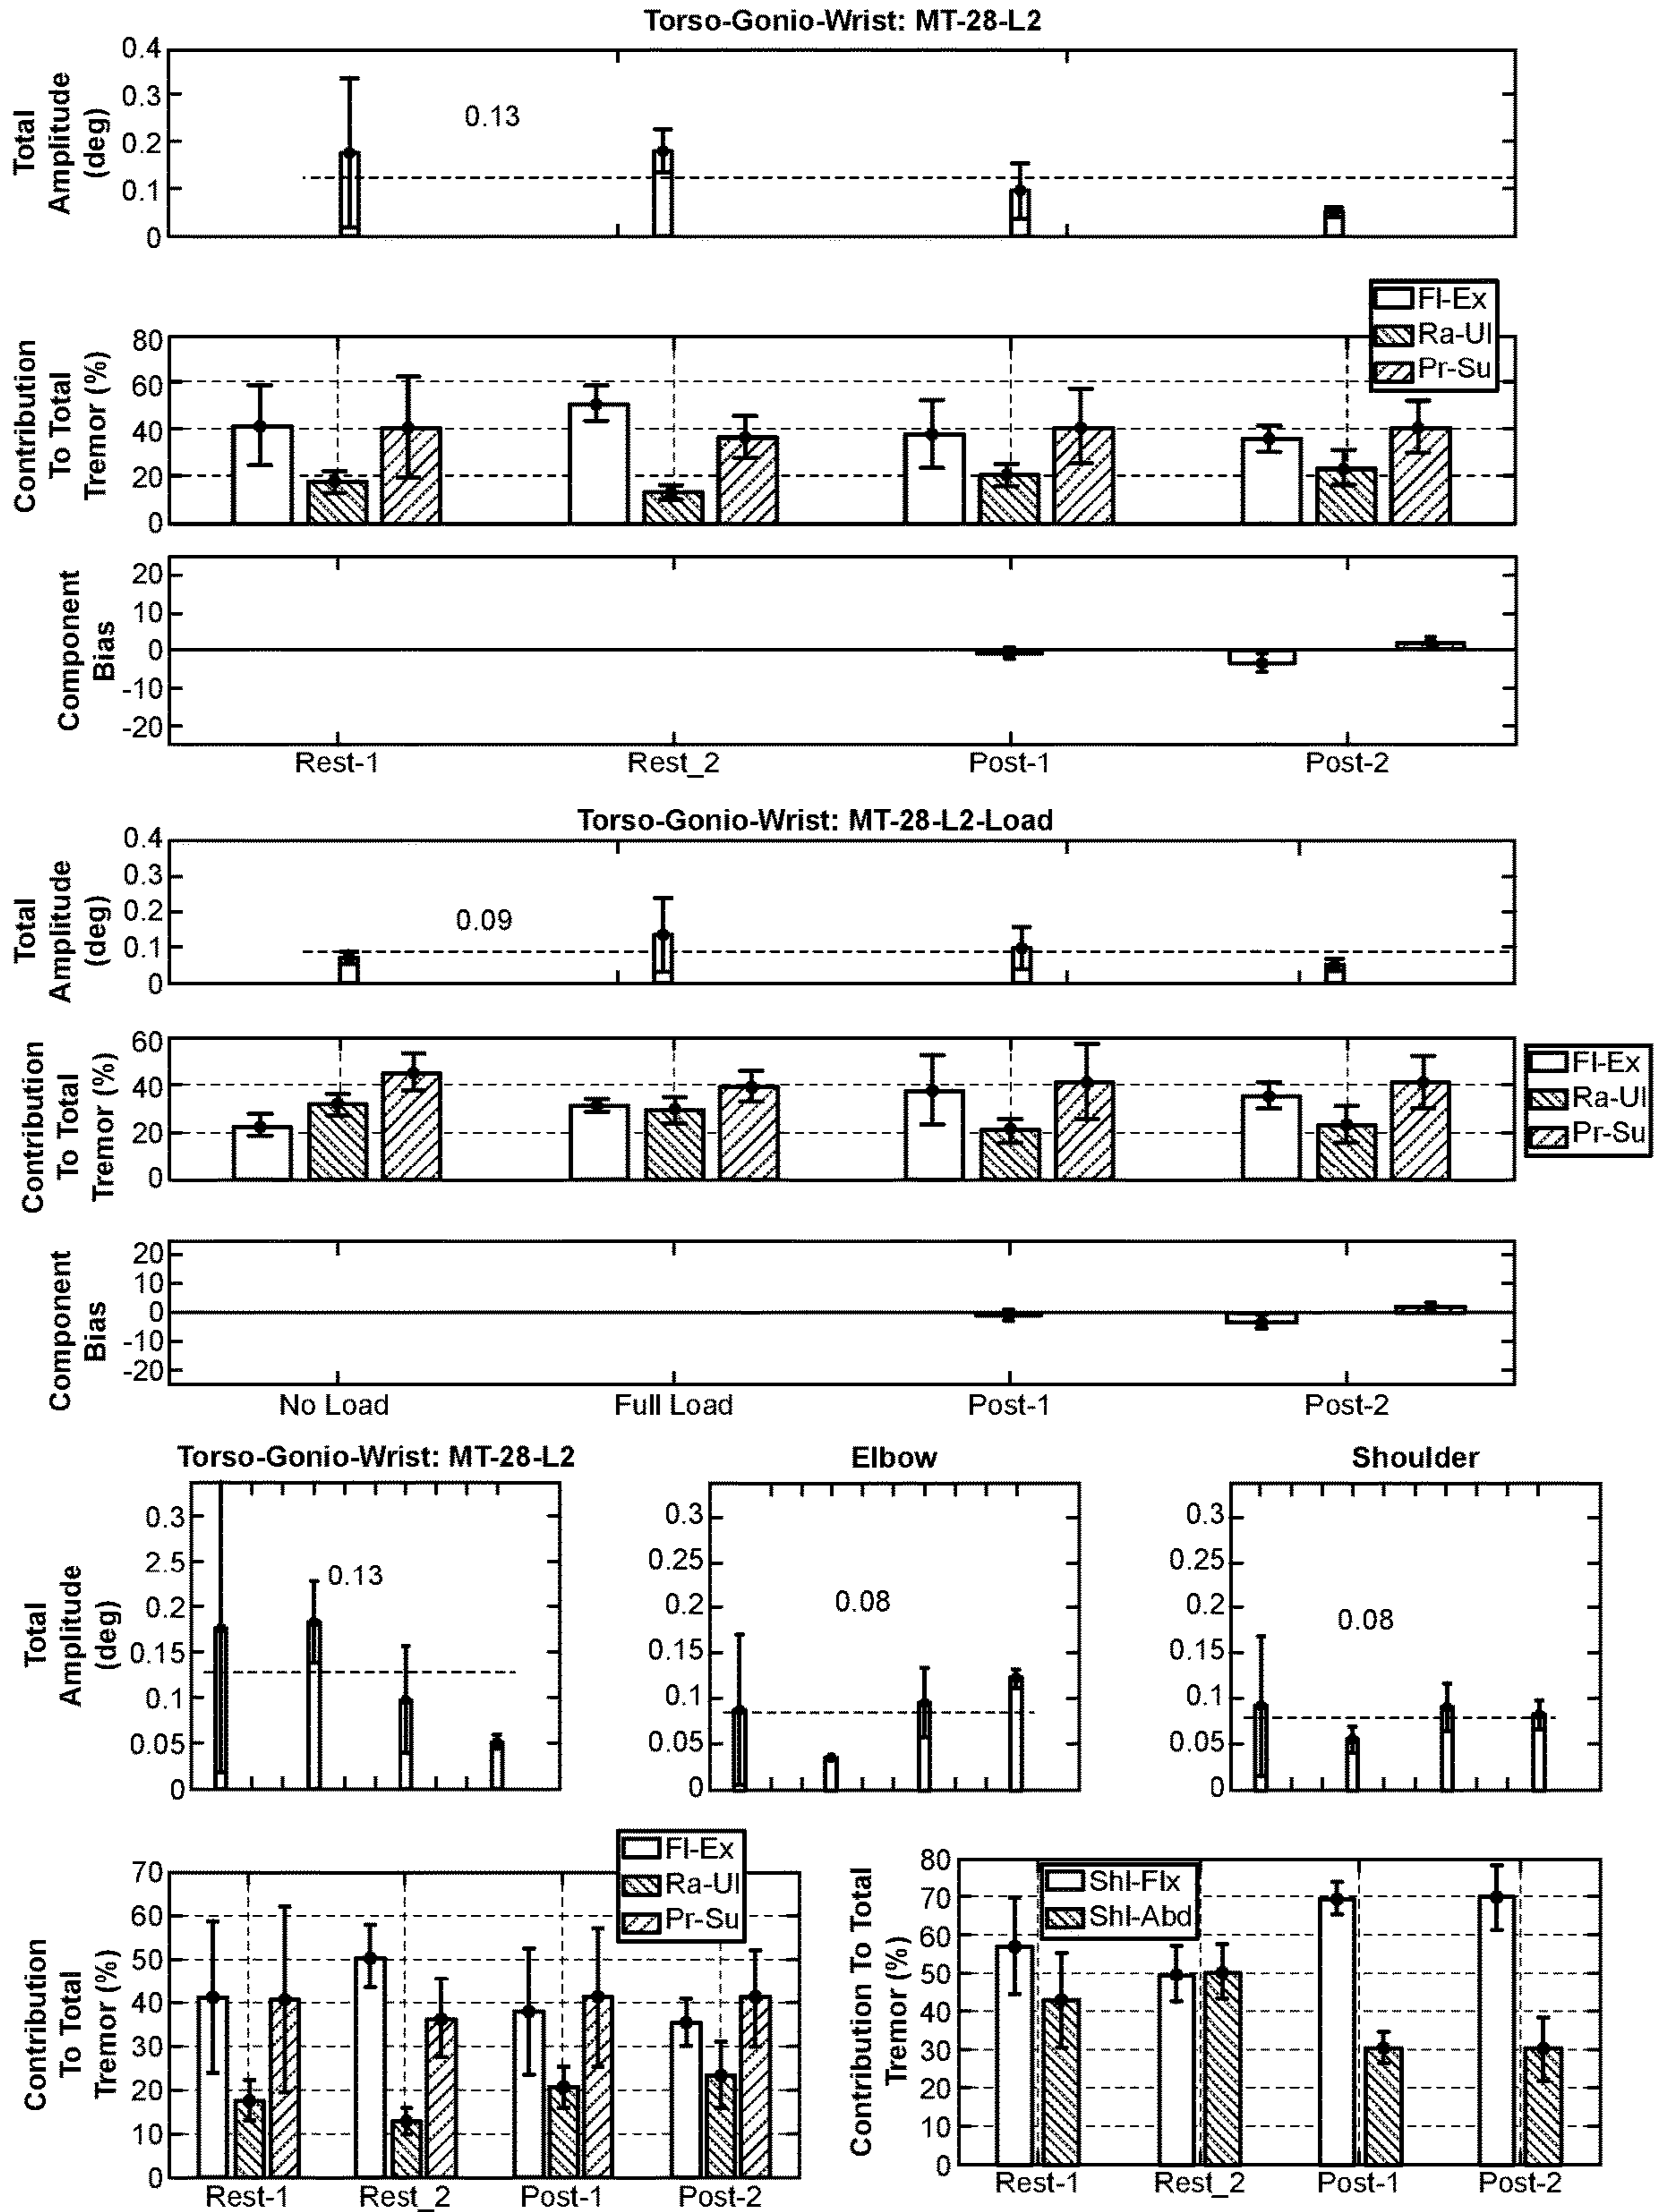 Torso-Gonio-Wrist: MT-28-L2
Total
Amplitude
(deg)
0.4
0.3
0.2
0.1
0
0.13
Contribution
To Total
Tremor (%)
80
60
40
20
0
Fl-Ex
Ra-Ul
Pr-Su
Component
Bias
20
10
0
-10
-20
Rest-1 Rest_2 Post-1 Post-2
Torso-Gonio-Wrist: MT-28-L2-Load
Total
Amplitude
(deg)
0.4
0.3
0.2
0.1
0
0.09
Contribution
To Total
Tremor (%)
60
40
20
0
Fl-Ex
Ra-Ul
Pr-Su
Component
Bias
20
10
0
-10
-20
No Load Full Load Post-1 Post-2
Torso-Gonio-Wrist: MT-28-L2
Total
Amplitude
(deg)
0.3
2.5
0.2
0.15
0.1
0.05
0
0.13
Elbow
0.3
0.25
0.2
0.15
0.1
0.05
0
0.08
Shoulder
0.3
0.25
0.2
0.15
0.1
0.05
0
0.08
Contribution
To Total
Tremor (%)
70
60
50
40
30
20
10
0
Fl-Ex
Ra-Ul
Pr-Su
Rest-1 Rest_2 Post-1 Post-2
Contribution To Total
Tremor (%)
80
70
60
50
40
30
20
10
0
Shl-Flx
Shl-Abd
Rest-1 Rest_2 Post-1 Post-2